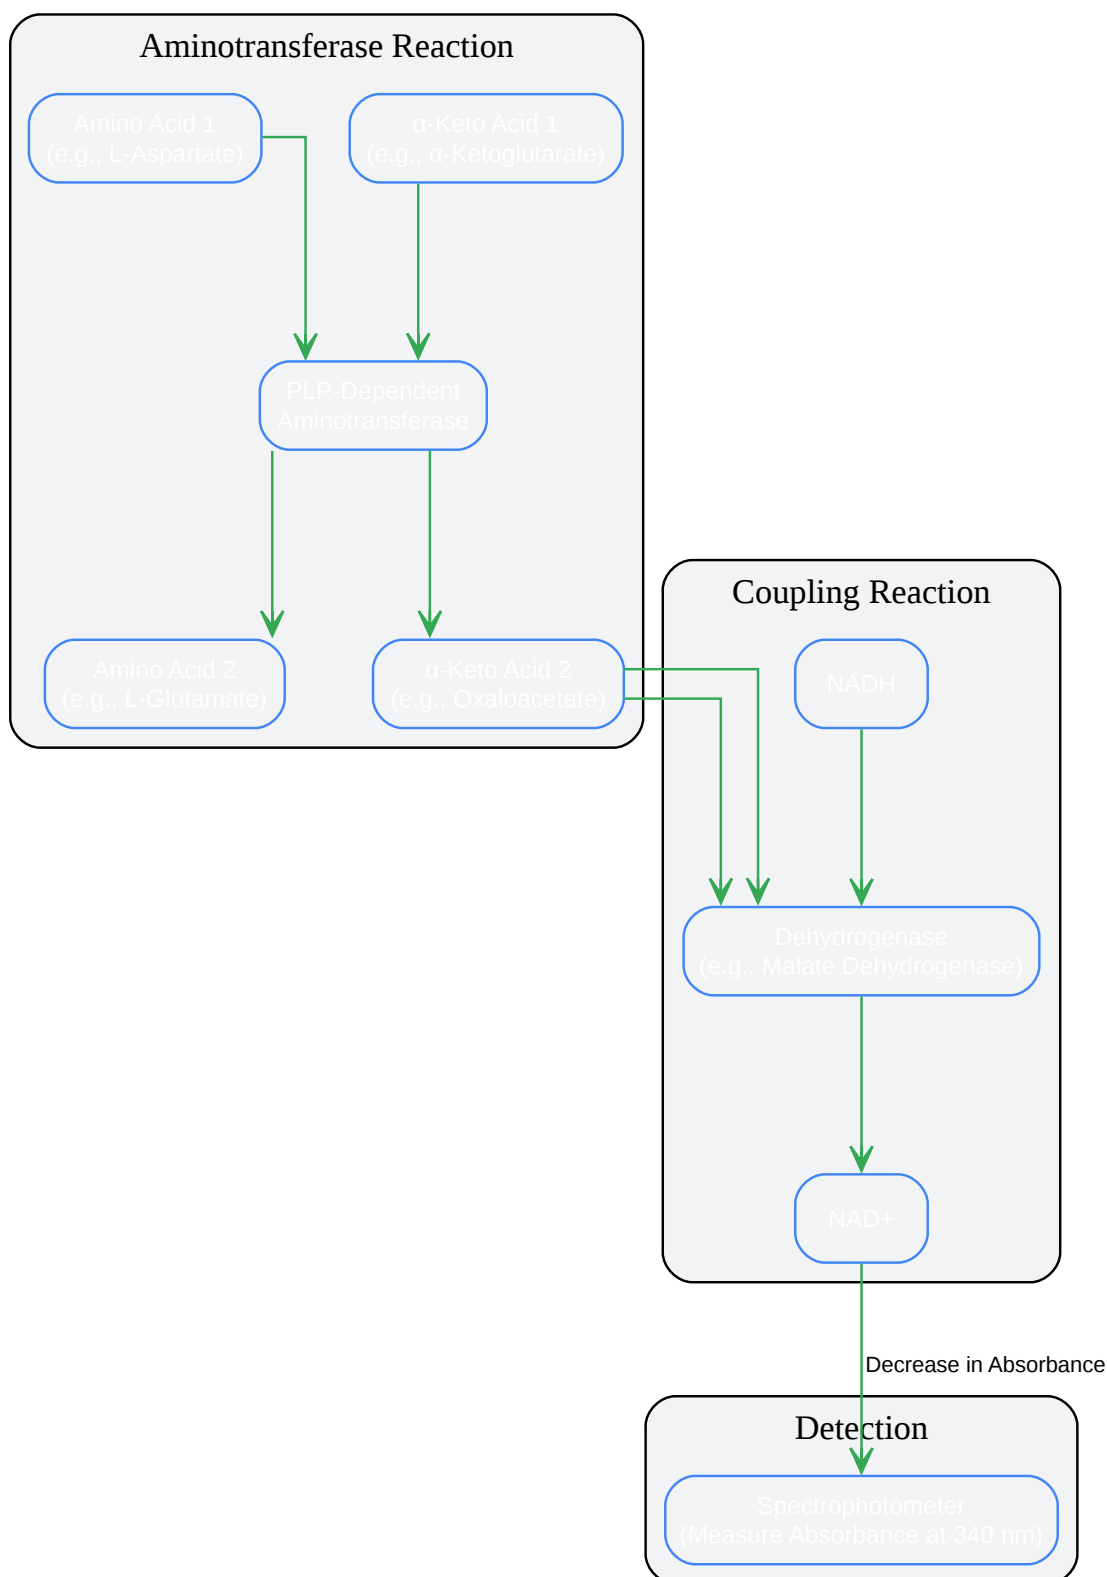 Aminotransferase Reaction
Amino Acid 1
(e.g., L-Aspartate)
α-Keto Acid 1
(e.g., α-Ketoglutarate)
PLP-Dependent
Aminotransferase
Amino Acid 2
(e.g., L-Glutamate)
α-Keto Acid 2
(e.g., Oxaloacetate)
Coupling Reaction
NADH
Dehydrogenase
(e.g., Malate Dehydrogenase)
NAD+
Decrease in Absorbance
Detection
Spectrophotometer
(Measure Absorbance at 340 nm)